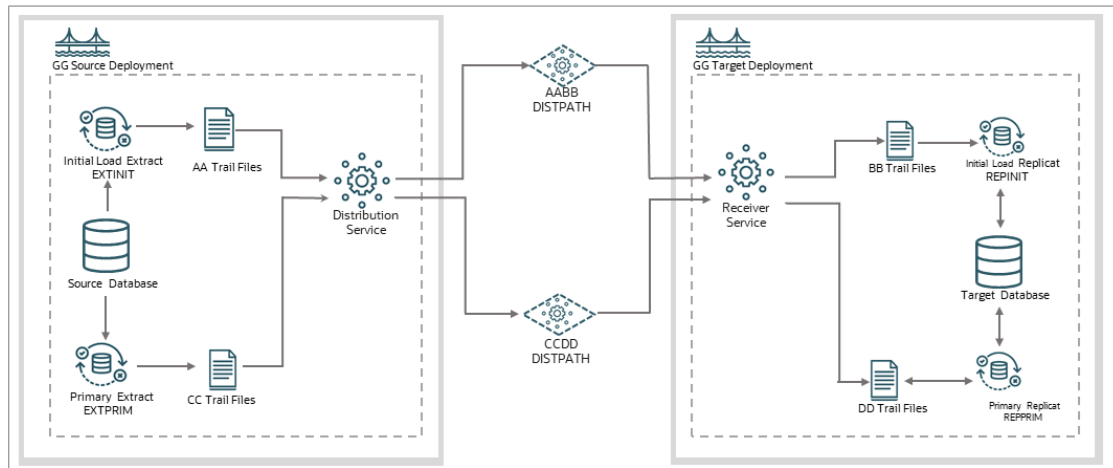 GG Source Deployment
Initial Load Extract
EXTINIT
AA Trail Files
Source Database
Primary Extract
EXTPRIM
CC Trail Files
Distribution
Service
AABB
DISTPATH
CCDD
DISTPATH
GG Target Deployment
Receiver
Service
BB Trail Files
Initial Load Replicat
REPINIT
Target Database
DD Trail Files
Primary Replicat
REPPRIM